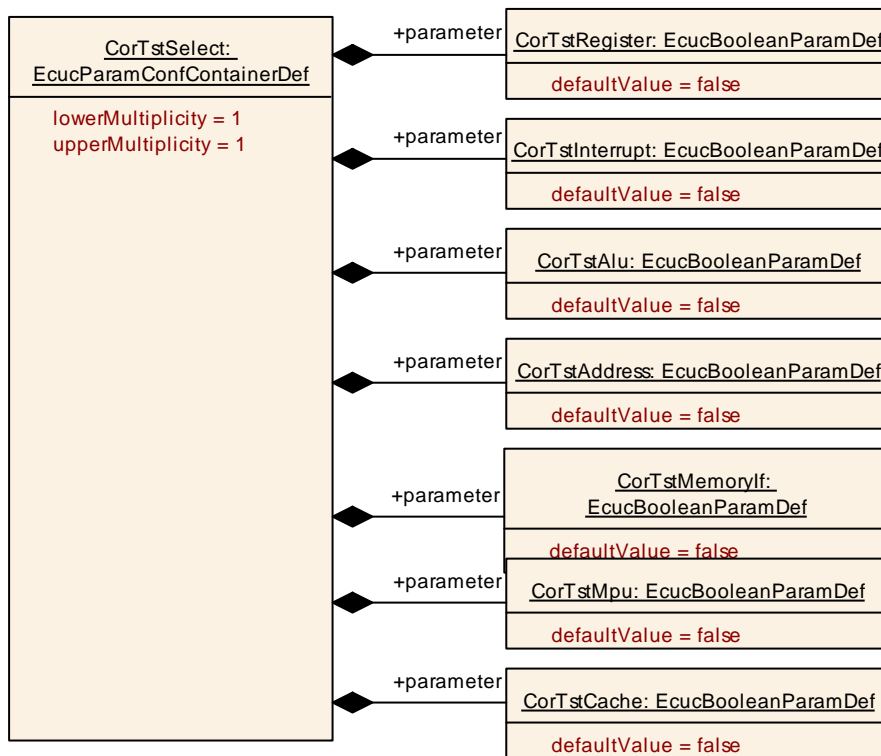 CorTstSelect:
EcucParamConfContainerDef
lowerMultiplicity = 1
upperMultiplicity = 1
+parameter
CorTstRegister: EcucBooleanParamDef
defaultValue = false
+parameter
CorTstInterrupt: EcucBooleanParamDef
defaultValue = false
+parameter
CorTstAlu: EcucBooleanParamDef
defaultValue = false
+parameter
CorTstAddress: EcucBooleanParamDef
defaultValue = false
+parameter
CorTstMemoryIf:
EcucBooleanParamDef
defaultValue = false
+parameter
CorTstMpu: EcucBooleanParamDef
defaultValue = false
+parameter
CorTstCache: EcucBooleanParamDef
defaultValue = false